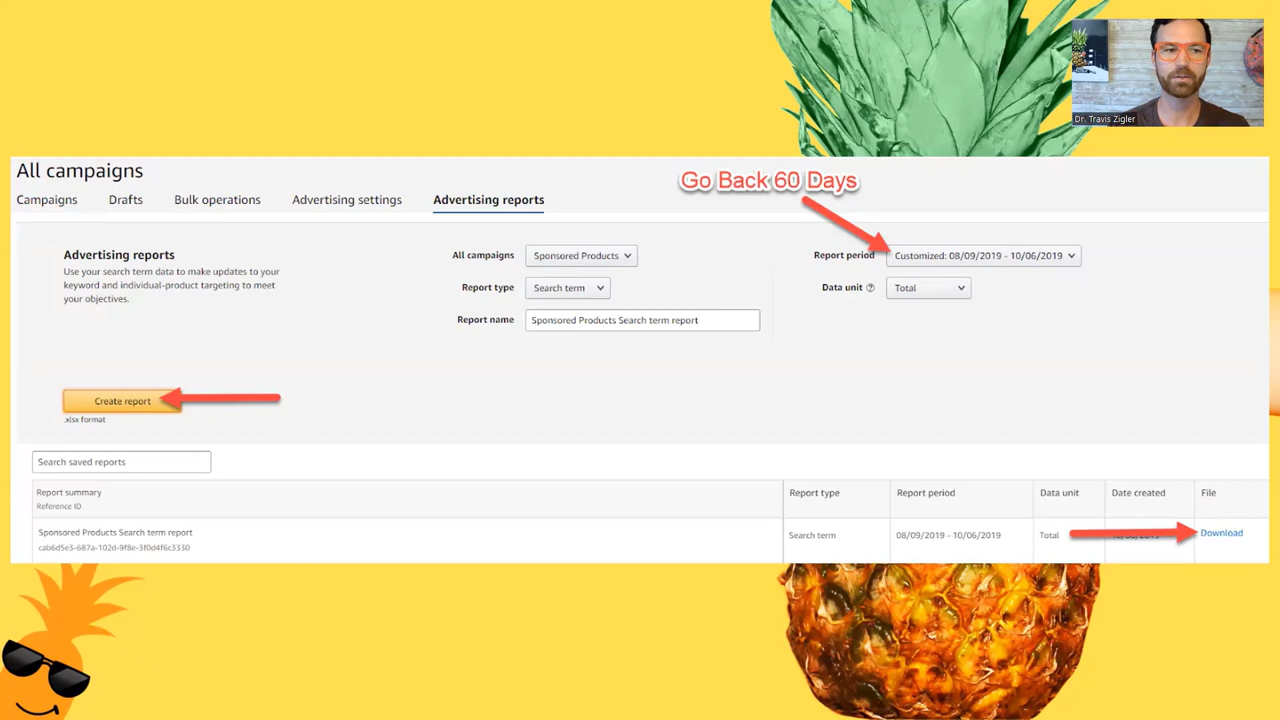 Dr. Travis Zigler
All campaigns
Go Back 60 Days
Campaigns Drafts Bulk operations Advertising settings Advertising reports
Advertising reports
Use your search term data to make updates to your
keyword and individual-product targeting to meet
your objectives.
All campaigns Sponsored Products
Report type Search term
Report name Sponsored Products Search term report
Report period Customized: 08/09/2019 - 10/06/2019
Data unit Total
Create report
.xlsx format
Search saved reports
Report summary
Reference ID
Report type Report period Data unit Date created File
Sponsored Products Search term report
cab6d5e3-687a-102d-9f8e-3f0d4f6c3330
Search term 08/09/2019 - 10/06/2019 Total Download